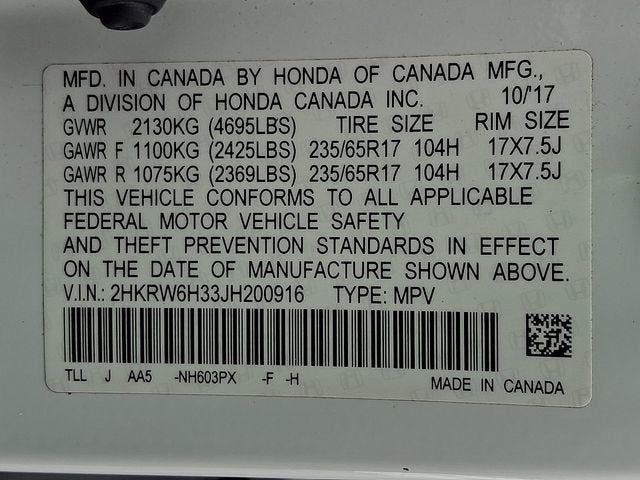 MFD. IN CANADA BY HONDA OF CANADA MFG.,
A DIVISION OF HONDA CANADA INC. 10/'17
GVWR 2130KG (4695LBS) TIRE SIZE RIM SIZE
GAWR F 1100KG (2425LBS) 235/65R17 104H 17X7.5J
GAWR R 1075KG (2369LBS) 235/65R17 104H 17X7.5J
THIS VEHICLE CONFORMS TO ALL APPLICABLE
FEDERAL MOTOR VEHICLE SAFETY
AND THEFT PREVENTION STANDARDS IN EFFECT
ON THE DATE OF MANUFACTURE SHOWN ABOVE.
V.I.N.: 2HKRW6H33JH200916 TYPE: MPV
TLL J AA5 -NH603PX -F -H MADE IN CANADA